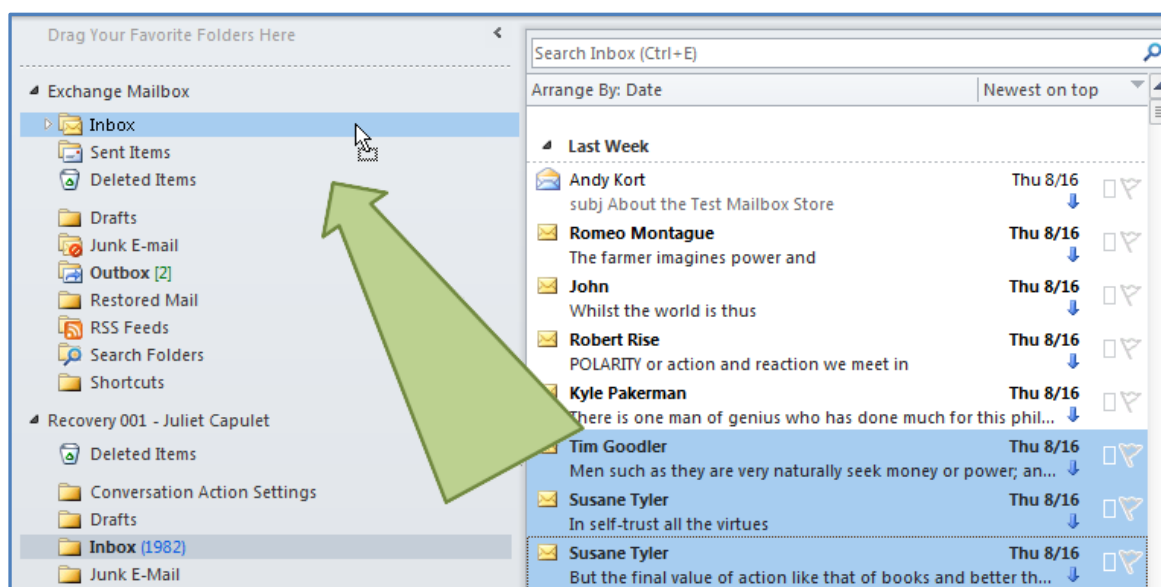 Drag Your Favorite Folders Here
Exchange Mailbox
Inbox
Sent Items
Deleted Items
Drafts
Junk E-mail
Outbox [2]
Restored Mail
RSS Feeds
Search Folders
Shortcuts
Recovery 001 - Juliet Capulet
Deleted Items
Conversation Action Settings
Drafts
Inbox (1982)
Junk E-Mail
Search Inbox (Ctrl+E)
Arrange By: Date Newest on top
Last Week
Andy Kort Thu 8/16
subj About the Test Mailbox Store
Romeo Montague Thu 8/16
The farmer imagines power and
John Thu 8/16
Whilst the world is thus
Robert Rise Thu 8/16
POLARITY or action and reaction we meet in
Kyle Pakerman Thu 8/16
There is one man of genius who has done much for this phil...
Tim Goodler Thu 8/16
Men such as they are very naturally seek money or power; an...
Susane Tyler Thu 8/16
In self-trust all the virtues
Susane Tyler Thu 8/16
But the final value of action like that of books and better th...